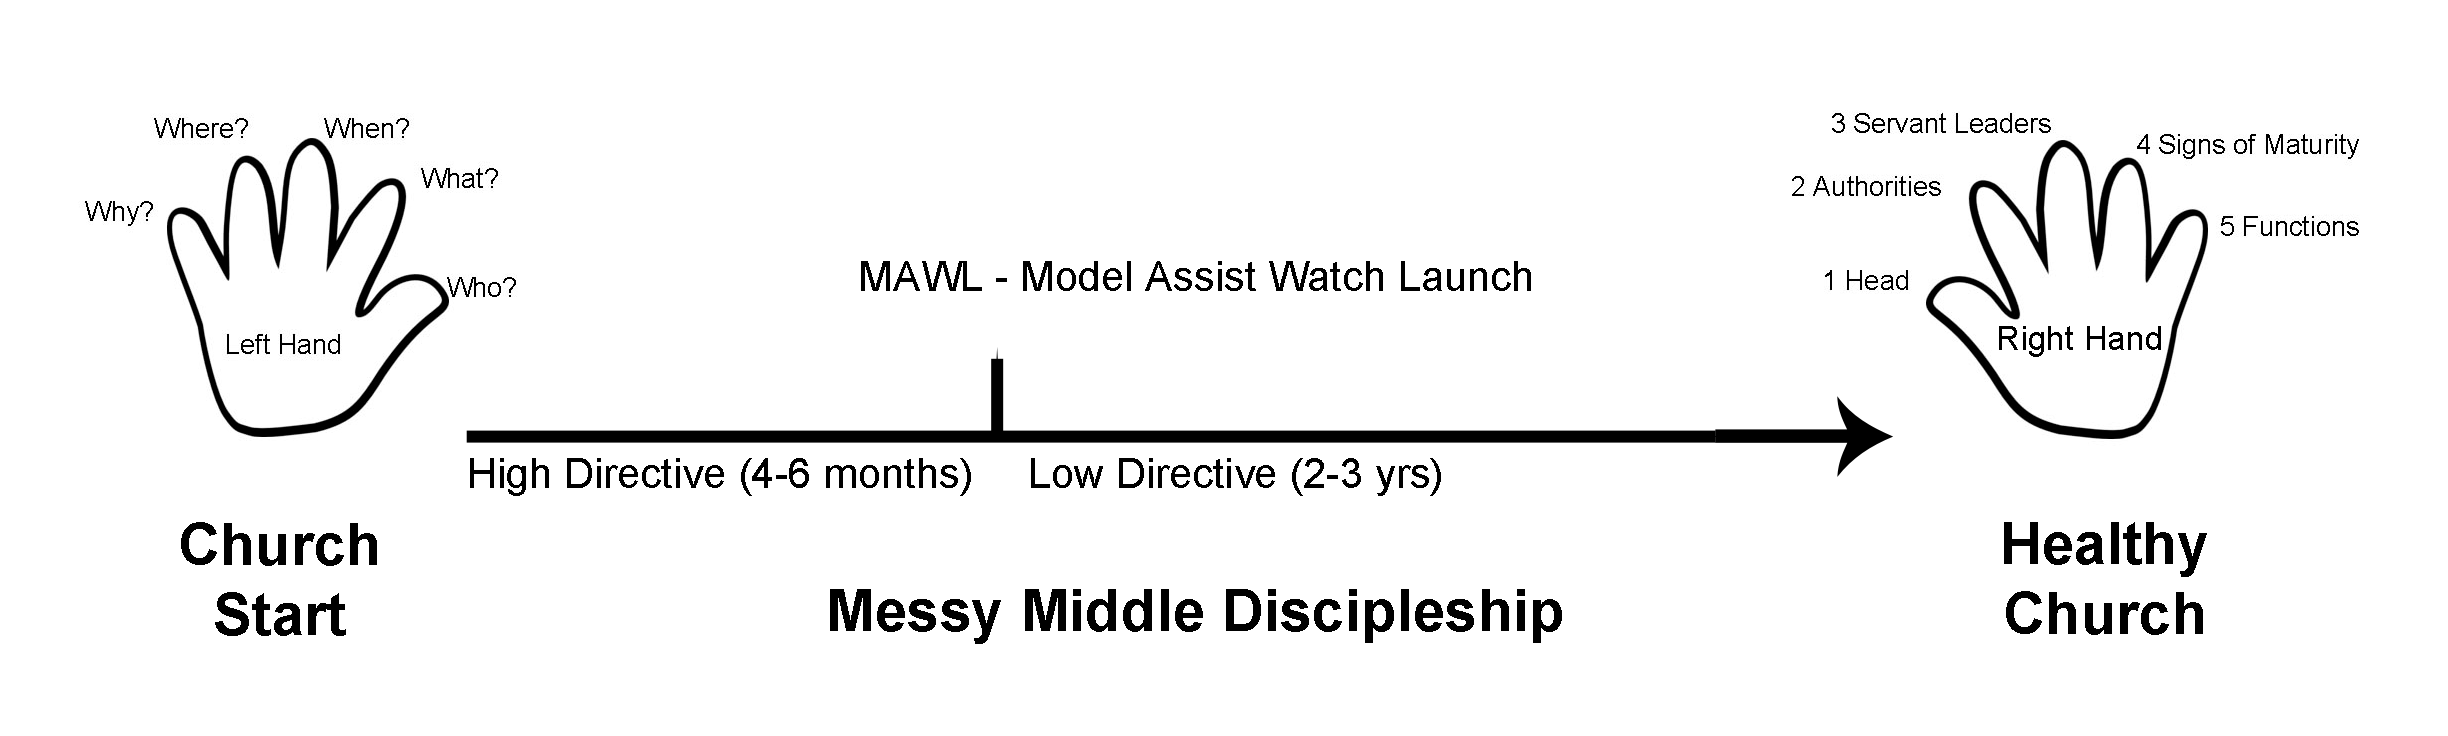 Where?
When?
What?
Why?
Who?
Left Hand
MAWL - Model Assist Watch Launch
High Directive (4-6 months)
Low Directive (2-3 yrs)
3 Servant Leaders
4 Signs of Maturity
2 Authorities
5 Functions
1 Head
Right Hand
Church
Start
Messy Middle Discipleship
Healthy
Church